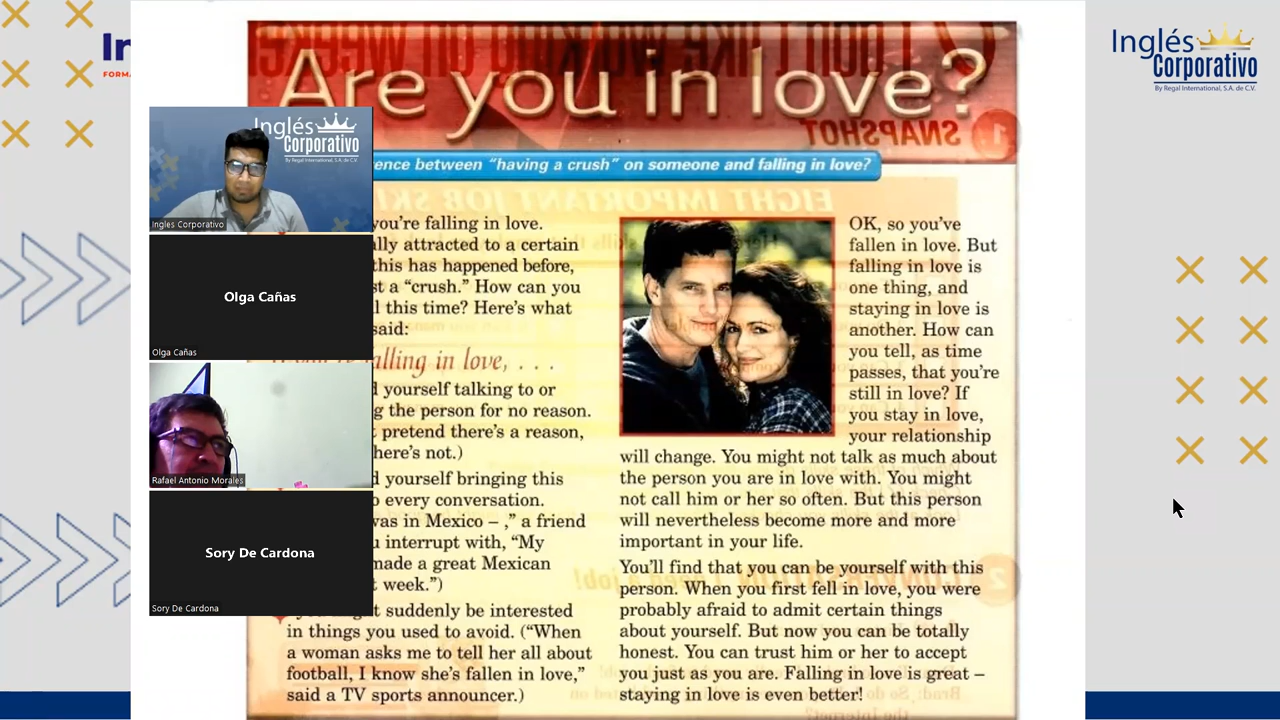 In
FORMA
Inglés
Corporativo
By Regal International, S.A. de C.V.
Are you in love?
SNAPSHOT
ence between “having a crush” on someone and falling in love?
Inglés
Corporativo
By Regal International, S.A. de C.V.
Ingles Corporativo
Olga Cañas
Olga Cañas
Rafael Antonio Morales
Sory De Cardona
Sory De Cardona
you're falling in love.
lly attracted to a certain
this has happened before,
t a “crush.” How can you
l this time? Here's what
said:
lling in love, . . .
d yourself talking to or
g the person for no reason.
t pretend there's a reason,
here's not.)
d yourself bringing this
o every conversation.
was in Mexico – ,” a friend
u interrupt with, “My
made a great Mexican
t week.”)
t suddenly be interested
in things you used to avoid. (“When
a woman asks me to tell her all about
football, I know she's fallen in love,”
said a TV sports announcer.)
OK, so you've
fallen in love. But
falling in love is
one thing, and
staying in love is
another. How can
you tell, as time
passes, that you're
still in love? If
you stay in love,
your relationship
will change. You might not talk as much about
the person you are in love with. You might
not call him or her so often. But this person
will nevertheless become more and more
important in your life.
You'll find that you can be yourself with this
person. When you first fell in love, you were
probably afraid to admit certain things
about yourself. But now you can be totally
honest. You can trust him or her to accept
you just as you are. Falling in love is great –
staying in love is even better!